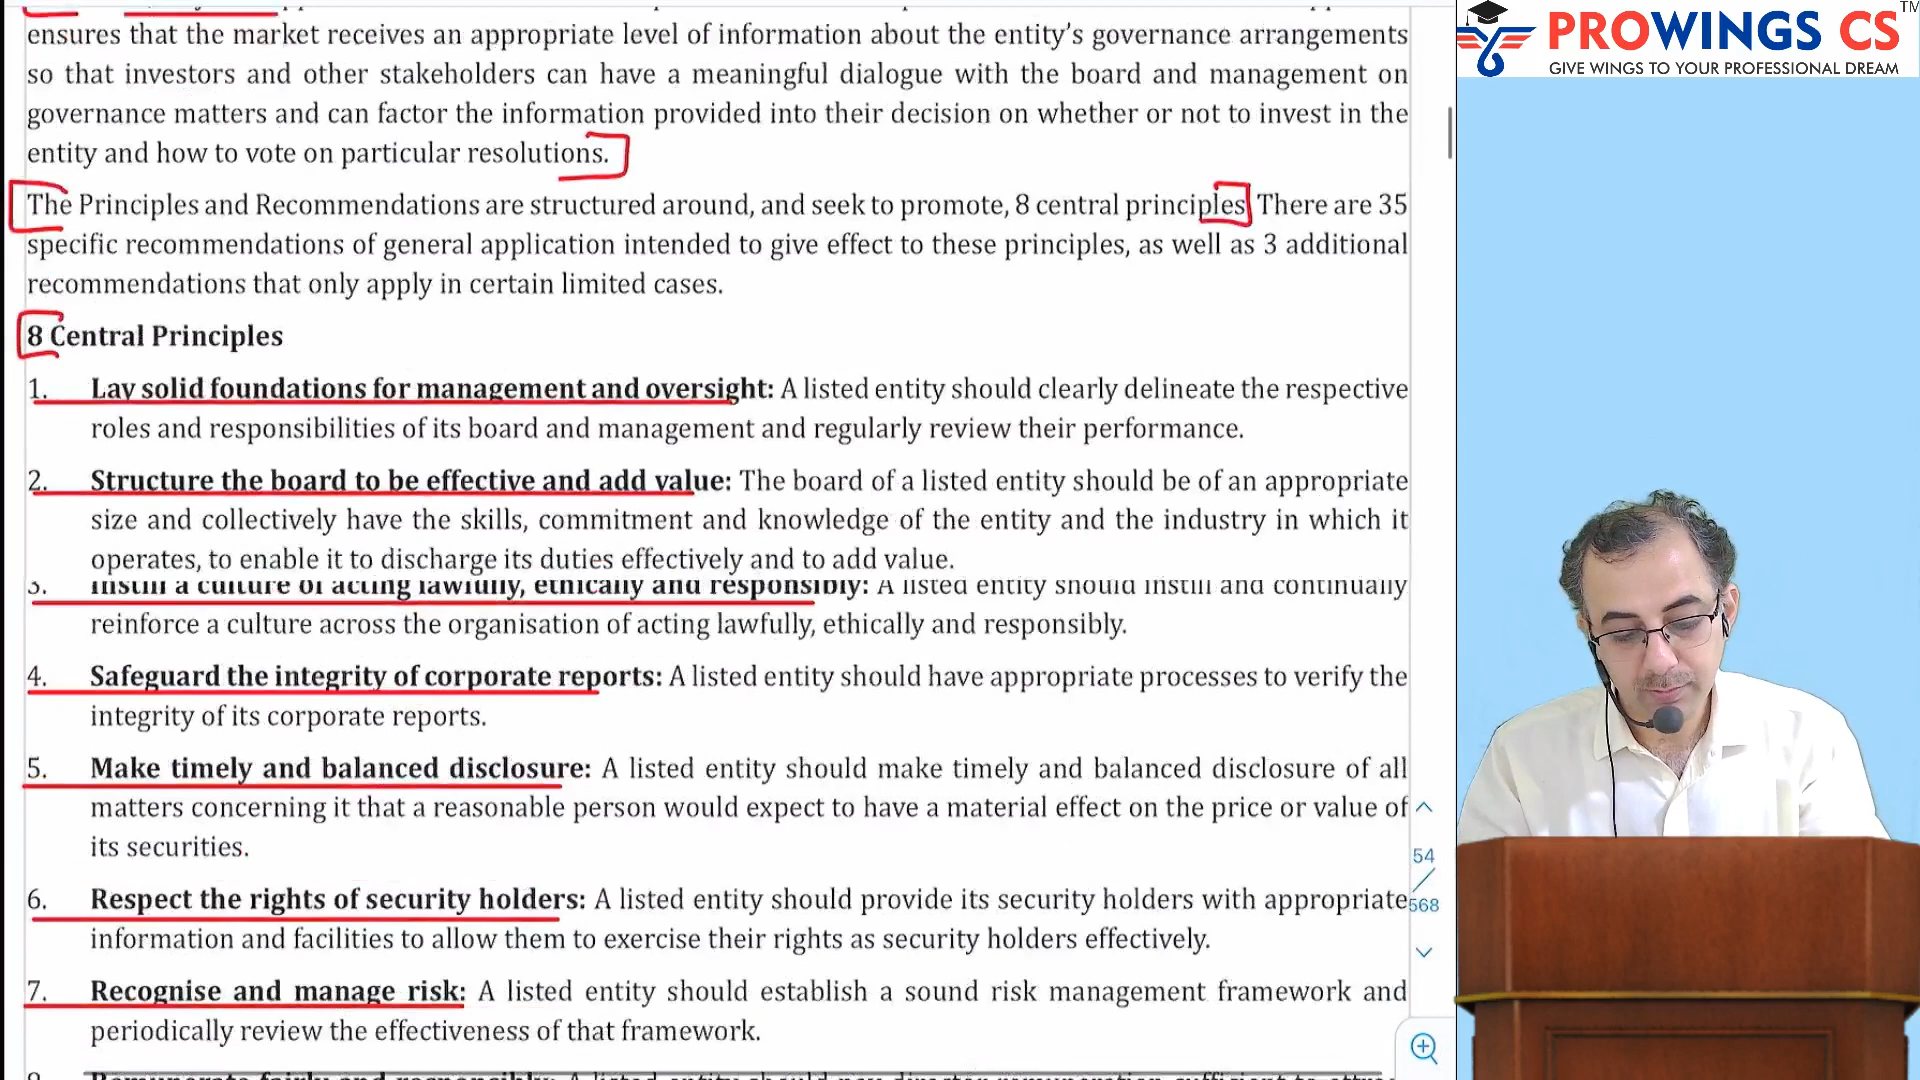 ensures that the market receives an appropriate level of information about the entity’s governance arrangements
so that investors and other stakeholders can have a meaningful dialogue with the board and management on
governance matters and can factor the information provided into their decision on whether or not to invest in the
entity and how to vote on particular resolutions.
The Principles and Recommendations are structured around, and seek to promote, 8 central principles. There are 35
specific recommendations of general application intended to give effect to these principles, as well as 3 additional
recommendations that only apply in certain limited cases.
8 Central Principles
1. Lay solid foundations for management and oversight: A listed entity should clearly delineate the respective
roles and responsibilities of its board and management and regularly review their performance.
2. Structure the board to be effective and add value: The board of a listed entity should be of an appropriate
size and collectively have the skills, commitment and knowledge of the entity and the industry in which it
operates, to enable it to discharge its duties effectively and to add value.
3. Instill a culture of acting lawfully, ethically and responsibly: A listed entity should instill and continually
reinforce a culture across the organisation of acting lawfully, ethically and responsibly.
4. Safeguard the integrity of corporate reports: A listed entity should have appropriate processes to verify the
integrity of its corporate reports.
5. Make timely and balanced disclosure: A listed entity should make timely and balanced disclosure of all
matters concerning it that a reasonable person would expect to have a material effect on the price or value of
its securities.
6. Respect the rights of security holders: A listed entity should provide its security holders with appropriate
information and facilities to allow them to exercise their rights as security holders effectively.
7. Recognise and manage risk: A listed entity should establish a sound risk management framework and
periodically review the effectiveness of that framework.
54
568
PROWINGS CS TM
GIVE WINGS TO YOUR PROFESSIONAL DREAM